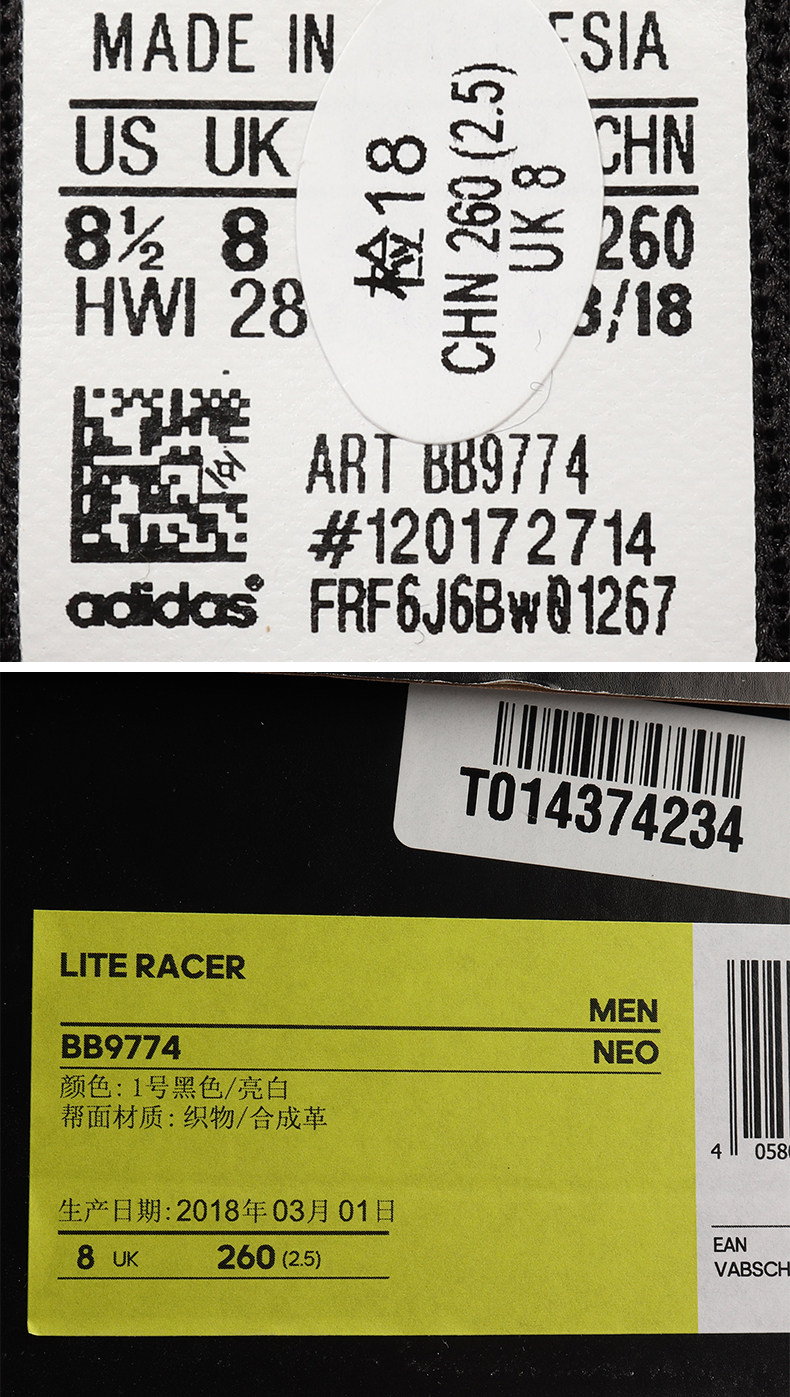 MADE IN ESIA
US UK CHN
8½ 8 260
HWI 28 3/18
检18
CHN 260 (2.5)
UK 8
ART BB9774
#120172714
adidas®
FRF6J6Bw01267
T014374234
LITE RACER
MEN
BB9774
NEO
颜色: 1号黑色/亮白
帮面材质: 织物/合成革
生产日期: 2018年 03月 01日
8 UK 260 (2.5)
4 058
EAN
VABSCH